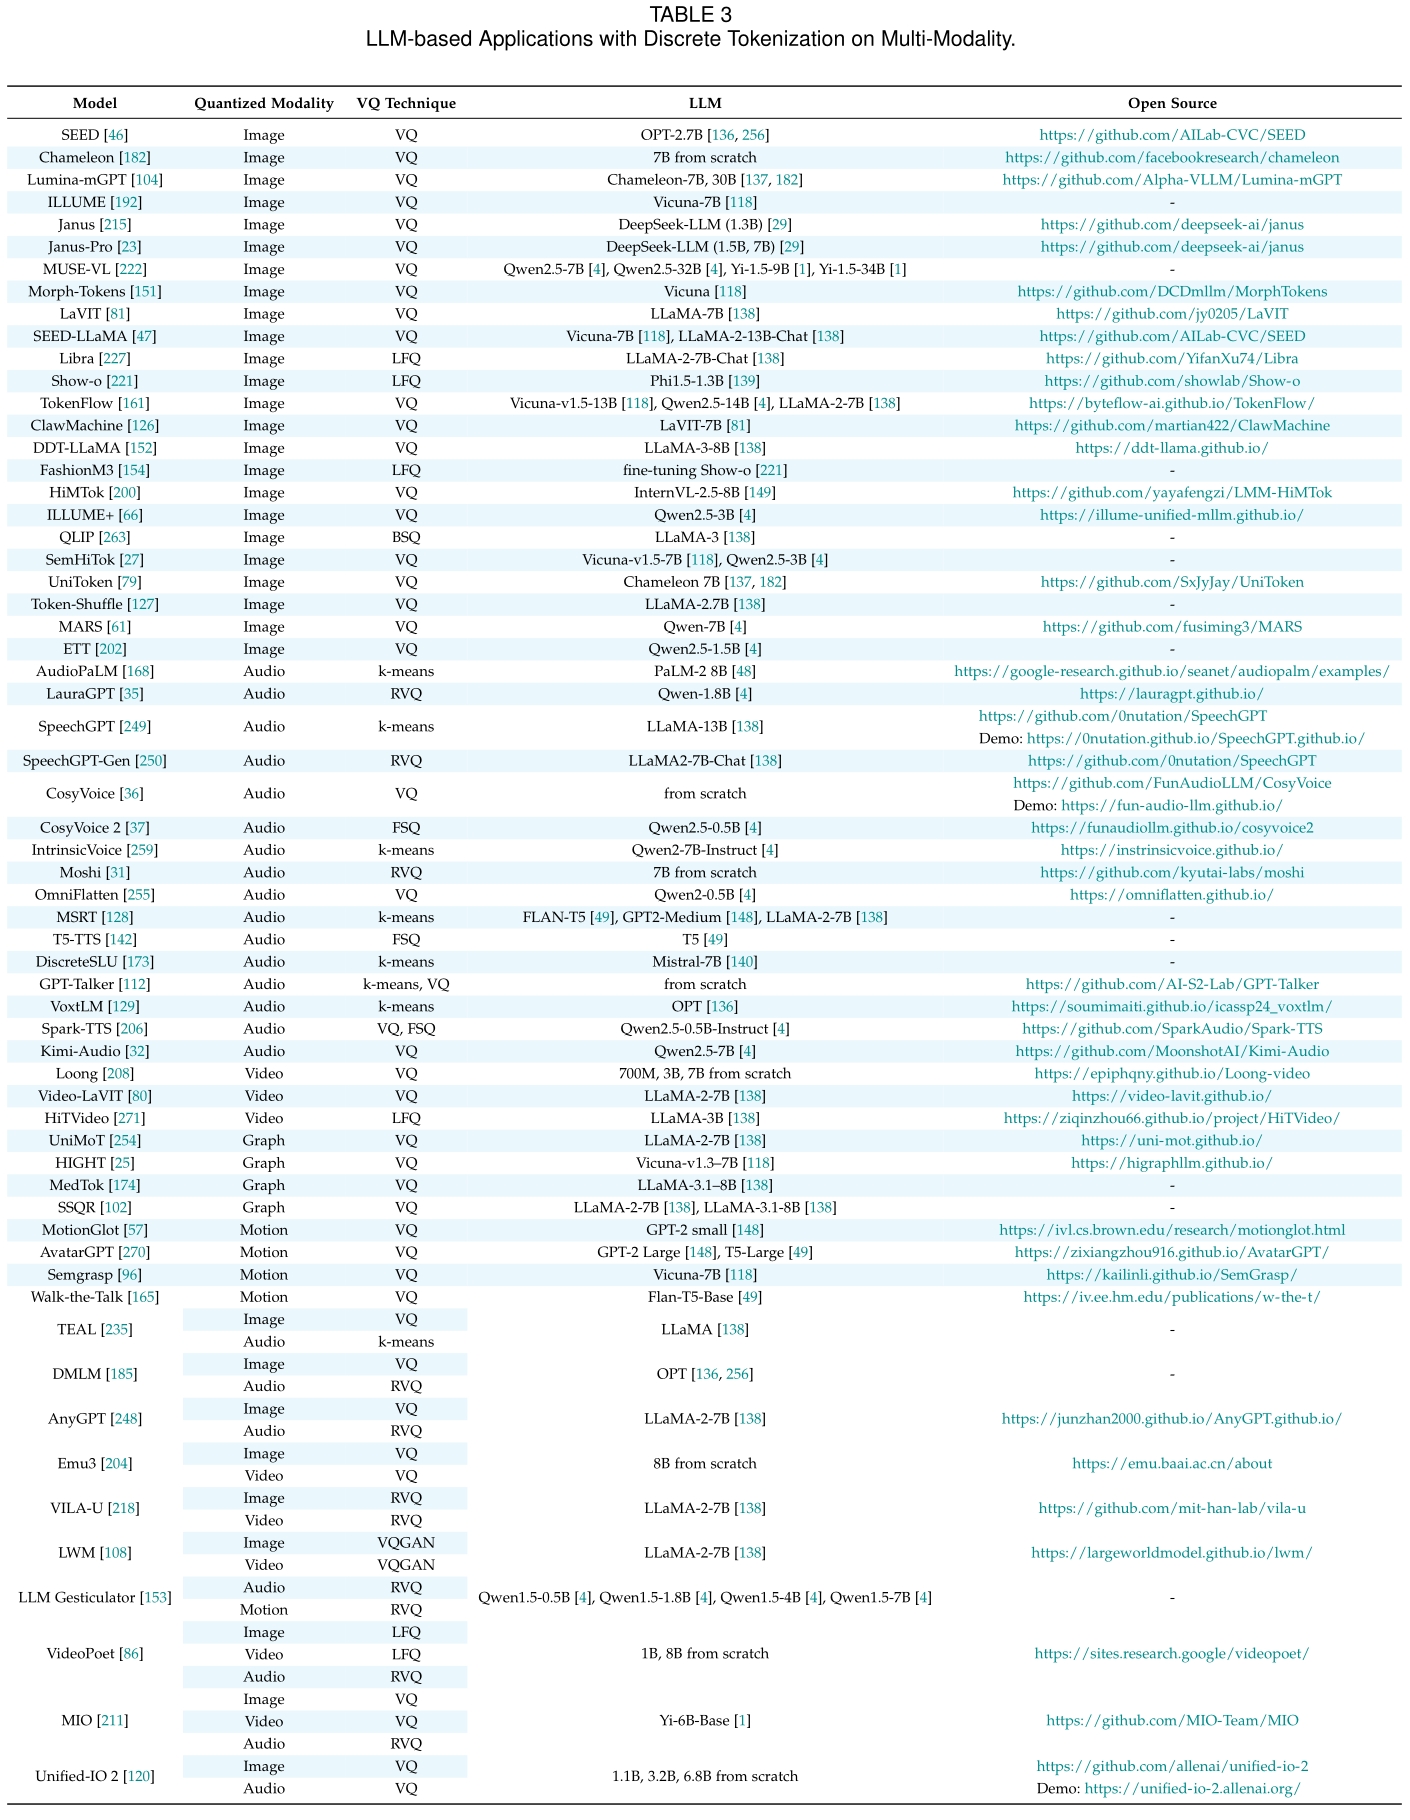 TABLE 3
LLM-based Applications with Discrete Tokenization on Multi-Modality.
Model Quantized Modality VQ Technique LLM Open Source
SEED [46] Image VQ OPT-2.7B [136, 256] https://github.com/AILab-CVC/SEED
Chameleon [182] Image VQ 7B from scratch https://github.com/facebookresearch/chameleon
Lumina-mGPT [104] Image VQ Chameleon-7B, 30B [137, 182] https://github.com/Alpha-VLLM/Lumina-mGPT
ILLUME [192] Image VQ Vicuna-7B [118] -
Janus [215] Image VQ DeepSeek-LLM (1.3B) [29] https://github.com/deepseek-ai/janus
Janus-Pro [23] Image VQ DeepSeek-LLM (1.5B, 7B) [29] https://github.com/deepseek-ai/janus
MUSE-VL [222] Image VQ Qwen2.5-7B [4], Qwen2.5-32B [4], Yi-1.5-9B [1], Yi-1.5-34B [1] -
Morph-Tokens [151] Image VQ Vicuna [118] https://github.com/DCDmllm/MorphTokens
LaVIT [81] Image VQ LLaMA-7B [138] https://github.com/jy0205/LaVIT
SEED-LLaMA [47] Image VQ Vicuna-7B [118], LLaMA-2-13B-Chat [138] https://github.com/AILab-CVC/SEED
Libra [227] Image LFQ LLaMA-2-7B-Chat [138] https://github.com/YifanXu74/Libra
Show-o [221] Image LFQ Phi1.5-1.3B [139] https://github.com/showlab/Show-o
TokenFlow [161] Image VQ Vicuna-v1.5-13B [118], Qwen2.5-14B [4], LLaMA-2-7B [138] https://byteflow-ai.github.io/TokenFlow/
ClawMachine [126] Image VQ LaVIT-7B [81] https://github.com/martian422/ClawMachine
DDT-LLaMA [152] Image VQ LLaMA-3-8B [138] https://ddt-llama.github.io/
FashionM3 [154] Image LFQ fine-tuning Show-o [221] -
HiMTok [200] Image VQ InternVL-2.5-8B [149] https://github.com/yayafengzi/LMM-HiMTok
ILLUME+ [66] Image VQ Qwen2.5-3B [4] https://illume-unified-mllm.github.io/
QLIP [263] Image BSQ LLaMA-3 [138] -
SemHiTok [27] Image VQ Vicuna-v1.5-7B [118], Qwen2.5-3B [4] -
UniToken [79] Image VQ Chameleon 7B [137, 182] https://github.com/SxJyJay/UniToken
Token-Shuffle [127] Image VQ LLaMA-2.7B [138] -
MARS [61] Image VQ Qwen-7B [4] https://github.com/fusiming3/MARS
ETT [202] Image VQ Qwen2.5-1.5B [4] -
AudioPaLM [168] Audio k-means PaLM-2 8B [48] https://google-research.github.io/seanet/audiopalm/examples/
LauraGPT [35] Audio RVQ Qwen-1.8B [4] https://lauragpt.github.io/
SpeechGPT [249] Audio k-means LLaMA-13B [138] https://github.com/0nutation/SpeechGPT
Demo: https://0nutation.github.io/SpeechGPT.github.io/
SpeechGPT-Gen [250] Audio RVQ LLaMA2-7B-Chat [138] https://github.com/0nutation/SpeechGPT
CosyVoice [36] Audio VQ from scratch https://github.com/FunAudioLLM/CosyVoice
Demo: https://fun-audio-llm.github.io/
CosyVoice 2 [37] Audio FSQ Qwen2.5-0.5B [4] https://funaudiollm.github.io/cosyvoice2
IntrinsicVoice [259] Audio k-means Qwen2-7B-Instruct [4] https://instrinsicvoice.github.io/
Moshi [31] Audio RVQ 7B from scratch https://github.com/kyutai-labs/moshi
OmniFlatten [255] Audio VQ Qwen2-0.5B [4] https://omniflatten.github.io/
MSRT [128] Audio k-means FLAN-T5 [49], GPT2-Medium [148], LLaMA-2-7B [138] -
T5-TTS [142] Audio FSQ T5 [49] -
DiscreteSLU [173] Audio k-means Mistral-7B [140] -
GPT-Talker [112] Audio k-means, VQ from scratch https://github.com/AI-S2-Lab/GPT-Talker
VoxtLM [129] Audio k-means OPT [136] https://soumimaiti.github.io/icassp24_voxtlm/
Spark-TTS [206] Audio VQ, FSQ Qwen2.5-0.5B-Instruct [4] https://github.com/SparkAudio/Spark-TTS
Kimi-Audio [32] Audio VQ Qwen2.5-7B [4] https://github.com/MoonshotAI/Kimi-Audio
Loong [208] Video VQ 700M, 3B, 7B from scratch https://epiphqny.github.io/Loong-video
Video-LaVIT [80] Video VQ LLaMA-2-7B [138] https://video-lavit.github.io/
HiTVideo [271] Video LFQ LLaMA-3B [138] https://ziqinzhou66.github.io/project/HiTVideo/
UniMoT [254] Graph VQ LLaMA-2-7B [138] https://uni-mot.github.io/
HIGHT [25] Graph VQ Vicuna-v1.3–7B [118] https://higraphllm.github.io/
MedTok [174] Graph VQ LLaMA-3.1–8B [138] -
SSQR [102] Graph VQ LLaMA-2-7B [138], LLaMA-3.1-8B [138] -
MotionGlot [57] Motion VQ GPT-2 small [148] https://ivl.cs.brown.edu/research/motionglot.html
AvatarGPT [270] Motion VQ GPT-2 Large [148], T5-Large [49] https://zixiangzhou916.github.io/AvatarGPT/
Semgrasp [96] Motion VQ Vicuna-7B [118] https://kailinli.github.io/SemGrasp/
Walk-the-Talk [165] Motion VQ Flan-T5-Base [49] https://iv.ee.hm.edu/publications/w-the-t/
TEAL [235] Image VQ LLaMA [138] -
Audio k-means
DMLM [185] Image VQ OPT [136, 256] -
Audio RVQ
AnyGPT [248] Image VQ LLaMA-2-7B [138] https://junzhan2000.github.io/AnyGPT.github.io/
Audio RVQ
Emu3 [204] Image VQ 8B from scratch https://emu.baai.ac.cn/about
Video VQ
VILA-U [218] Image RVQ LLaMA-2-7B [138] https://github.com/mit-han-lab/vila-u
Video RVQ
LWM [108] Image VQGAN LLaMA-2-7B [138] https://largeworldmodel.github.io/lwm/
Video VQGAN
LLM Gesticulator [153] Audio RVQ Qwen1.5-0.5B [4], Qwen1.5-1.8B [4], Qwen1.5-4B [4], Qwen1.5-7B [4] -
Motion RVQ
Image LFQ
VideoPoet [86] Video LFQ 1B, 8B from scratch https://sites.research.google/videopoet/
Audio RVQ
Image VQ
MIO [211] Video VQ Yi-6B-Base [1] https://github.com/MIO-Team/MIO
Audio RVQ
Unified-IO 2 [120] Image VQ 1.1B, 3.2B, 6.8B from scratch https://github.com/allenai/unified-io-2
Audio VQ Demo: https://unified-io-2.allenai.org/